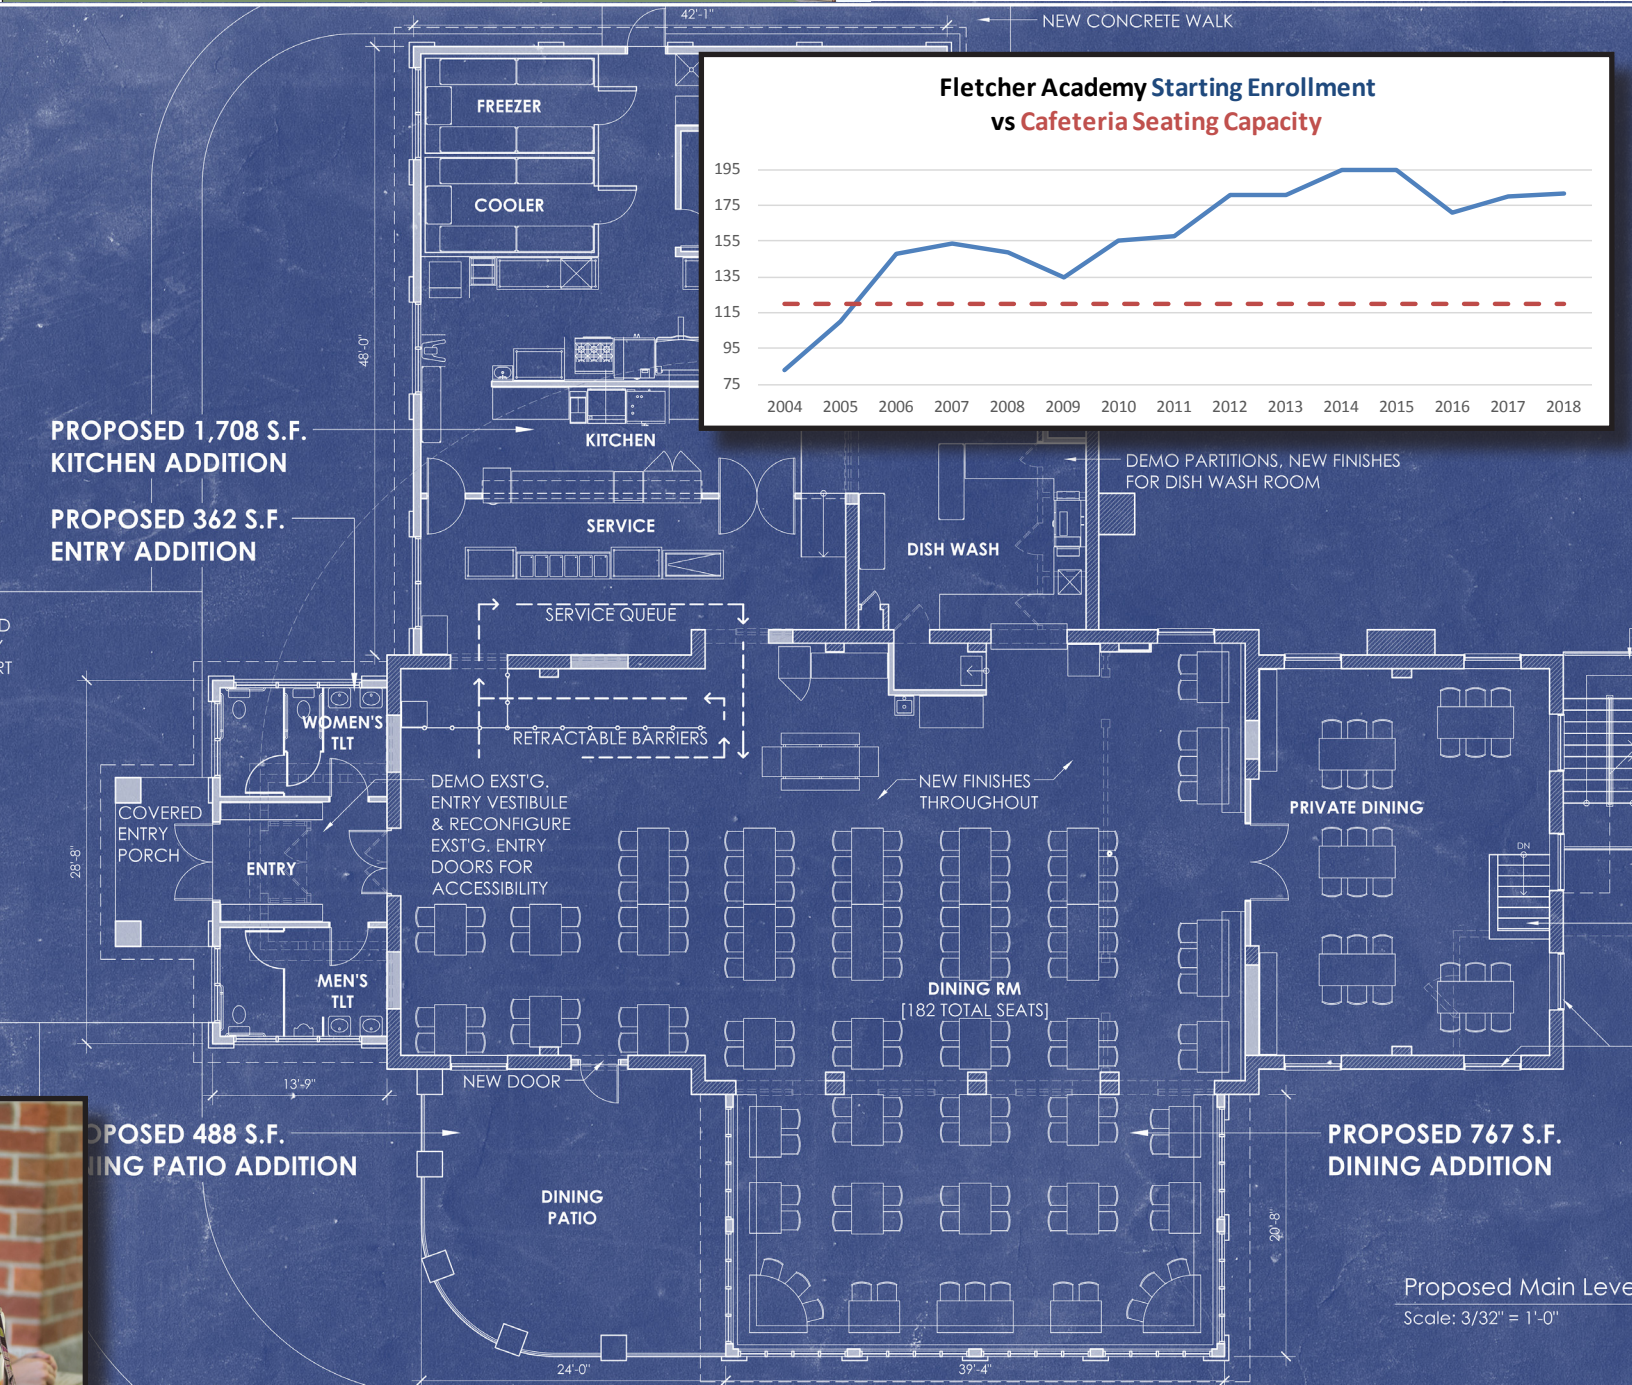 42'-1"
NEW CONCRETE WALK
Fletcher Academy Starting Enrollment
vs Cafeteria Seating Capacity
195
175
155
135
115
95
75
2004 2005 2006 2007 2008 2009 2010 2011 2012 2013 2014 2015 2016 2017 2018
FREEZER
COOLER
48'-0"
PROPOSED 1,708 S.F.
KITCHEN ADDITION
KITCHEN
DEMO PARTITIONS, NEW FINISHES
FOR DISH WASH ROOM
PROPOSED 362 S.F.
ENTRY ADDITION
SERVICE
DISH WASH
SERVICE QUEUE
D
RT
WOMEN'S
TLT
RETRACTABLE BARRIERS
DEMO EXST'G.
ENTRY VESTIBULE
& RECONFIGURE
EXST'G. ENTRY
DOORS FOR
ACCESSIBILITY
NEW FINISHES
THROUGHOUT
PRIVATE DINING
COVERED
ENTRY
PORCH
28'-8"
ENTRY
DN
MEN'S
TLT
DINING RM
[182 TOTAL SEATS]
13'-9"
NEW DOOR
OPOSED 488 S.F.
NING PATIO ADDITION
PROPOSED 767 S.F.
DINING ADDITION
DINING
PATIO
20'-8"
Proposed Main Leve
Scale: 3/32" = 1'-0"
24'-0"
39'-4"